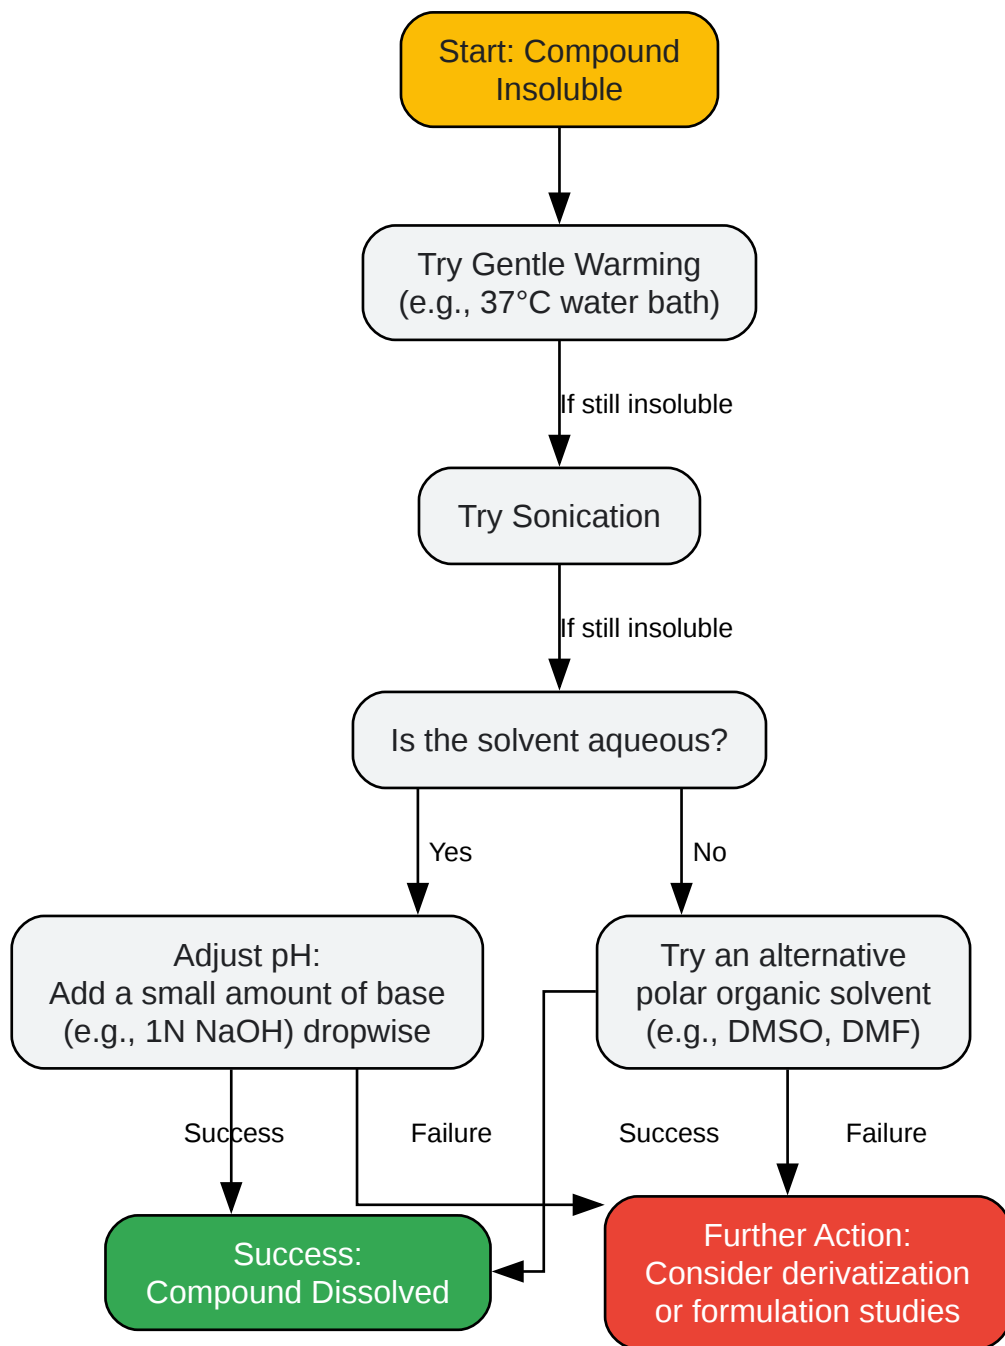 Start: Compound
Insoluble
Try Gentle Warming
(e.g., 37°C water bath)
If still insoluble
Try Sonication
If still insoluble
Is the solvent aqueous?
Yes
No
Adjust pH:
Add a small amount of base
(e.g., 1N NaOH) dropwise
Try an alternative
polar organic solvent
(e.g., DMSO, DMF)
Success
Failure
Success
Failure
Success:
Compound Dissolved
Further Action:
Consider derivatization
or formulation studies